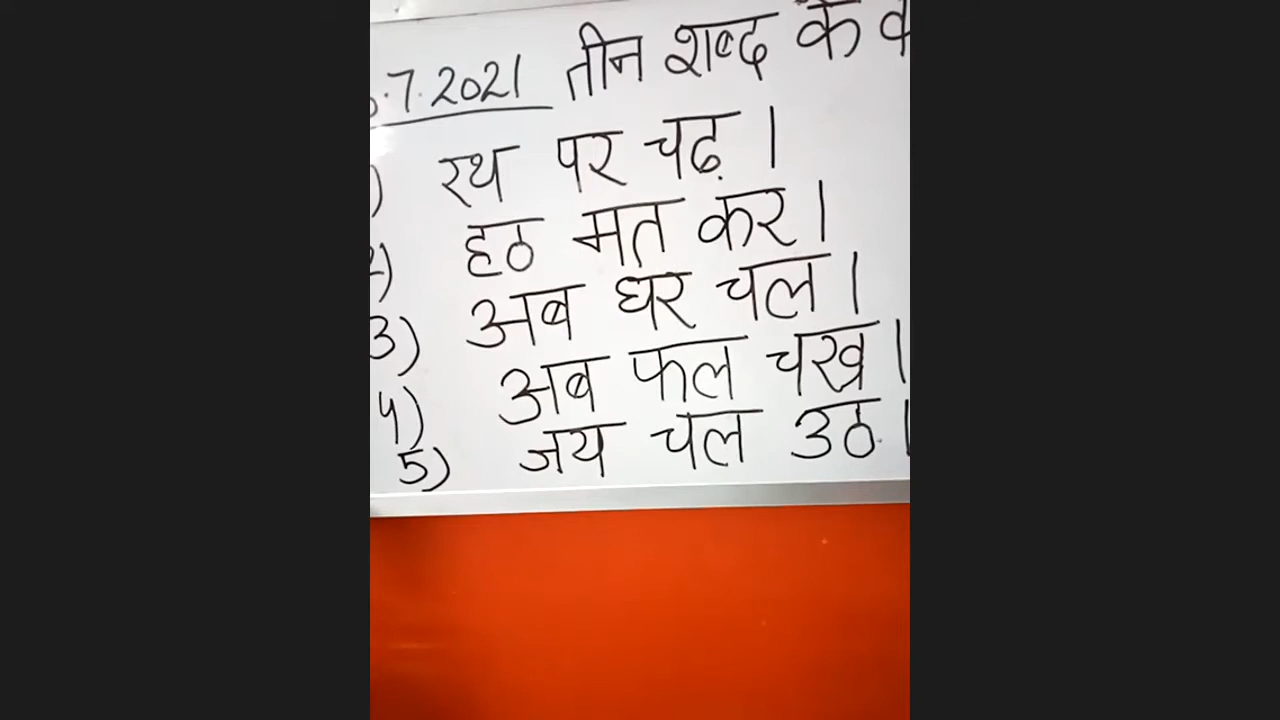 .7.2021 तीन शब्द के
) रथ पर चढ़ ।
2) हठ मत कर ।
3) अब घर चल ।
4) अब फल चख ।
5) जय चल उठ ।